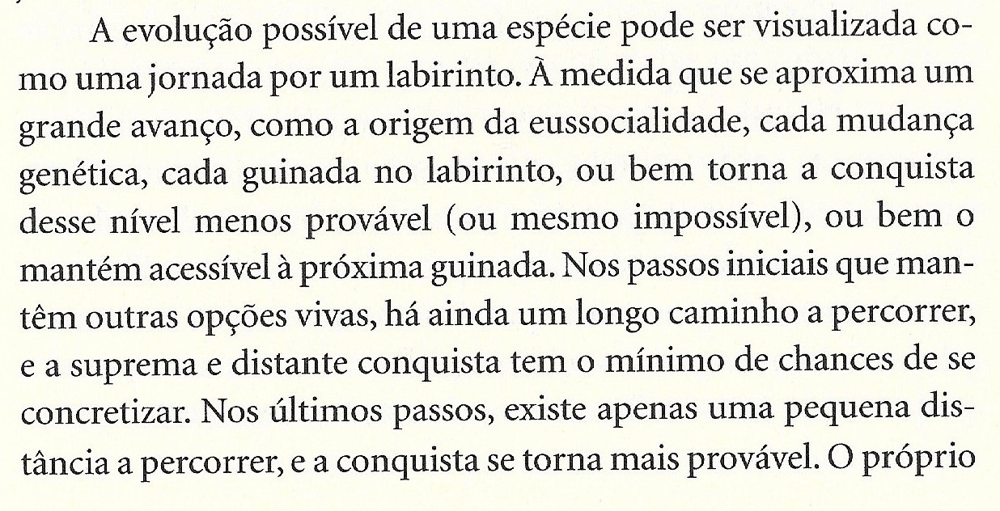 A evolução possível de uma espécie pode ser visualizada co-
mo uma jornada por um labirinto. À medida que se aproxima um
grande avanço, como a origem da eussocialidade, cada mudança
genética, cada guinada no labirinto, ou bem torna a conquista
desse nível menos provável (ou mesmo impossível), ou bem o
mantém acessível à próxima guinada. Nos passos iniciais que man-
têm outras opções vivas, há ainda um longo caminho a percorrer,
e a suprema e distante conquista tem o mínimo de chances de se
concretizar. Nos últimos passos, existe apenas uma pequena dis-
tância a percorrer, e a conquista se torna mais provável. O próprio